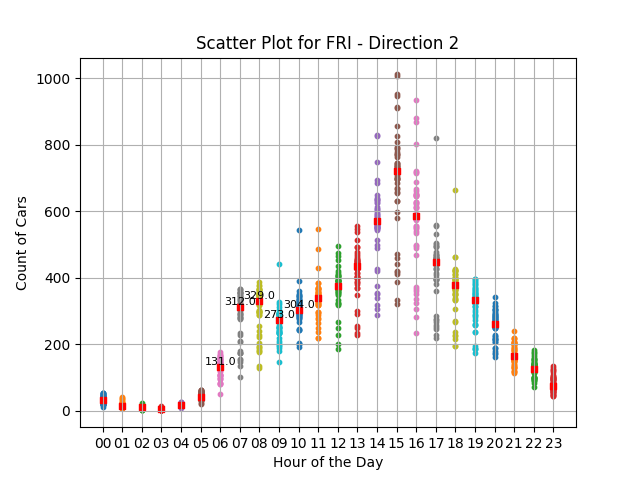 Scatter Plot for FRI - Direction 2
Count of Cars
1000
800
600
400
200
0
131.0
312.0
329.0
273.0
304.0
00 01 02 03 04 05 06 07 08 09 10 11 12 13 14 15 16 17 18 19 20 21 22 23
Hour of the Day